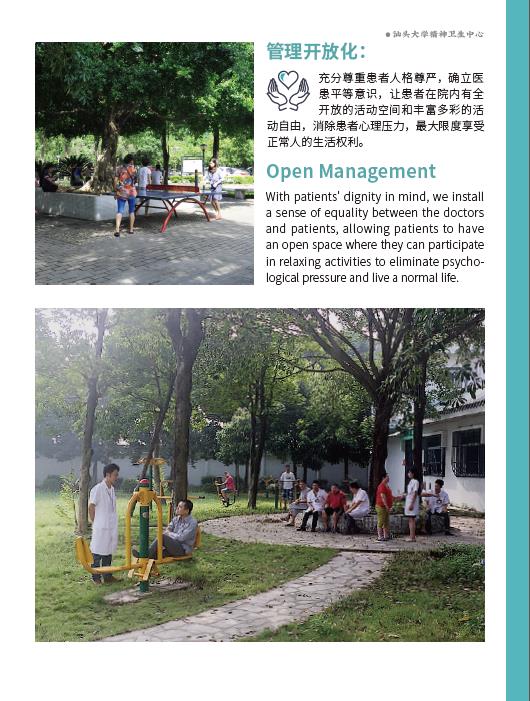 ●汕头大学精神卫生中心
管理开放化：
充分尊重患者人格尊严，确立医
患平等意识，让患者在院内有全
开放的活动空间和丰富多彩的活
动自由，消除患者心理压力，最大限度享受
正常人的生活权利。
Open Management
With patients' dignity in mind, we install
a sense of equality between the doctors
and patients, allowing patients to have
an open space where they can participate
in relaxing activities to eliminate psycho-
logical pressure and live a normal life.